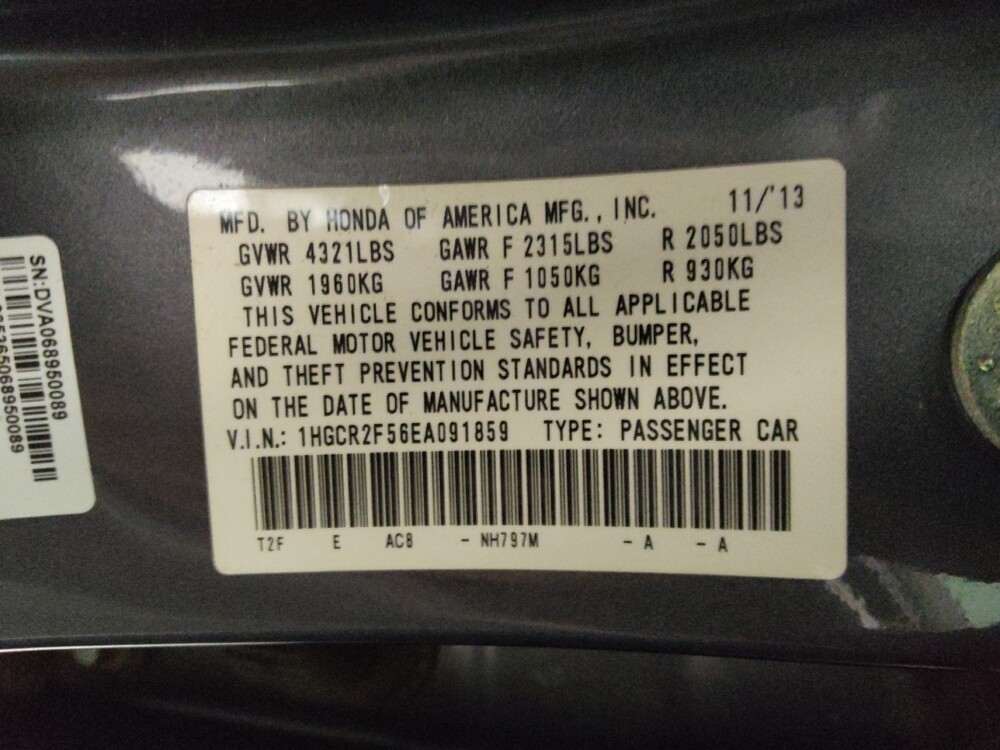 MFD. BY HONDA OF AMERICA MFG., INC. 11/'13
GVWR 4321LBS GAWR F 2315LBS R 2050LBS
GVWR 1960KG GAWR F 1050KG R 930KG
THIS VEHICLE CONFORMS TO ALL APPLICABLE
FEDERAL MOTOR VEHICLE SAFETY, BUMPER,
AND THEFT PREVENTION STANDARDS IN EFFECT
ON THE DATE OF MANUFACTURE SHOWN ABOVE.
V.I.N.: 1HGCR2F56EA091859 TYPE: PASSENGER CAR
T2F E AC8 - NH797M - A - A
SN:DVA068950089